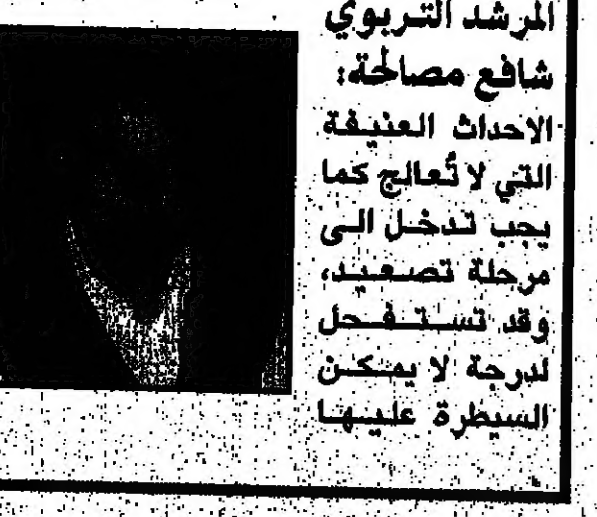 المرشد التربوي
شافع مصالحة:
الاحداث العنيفة
التي لا تُعالج كما
يجب تدخل الى
مرحلة تصعيد،
وقد تستفحل
لدرجة لا يمكن
السيطرة عليها